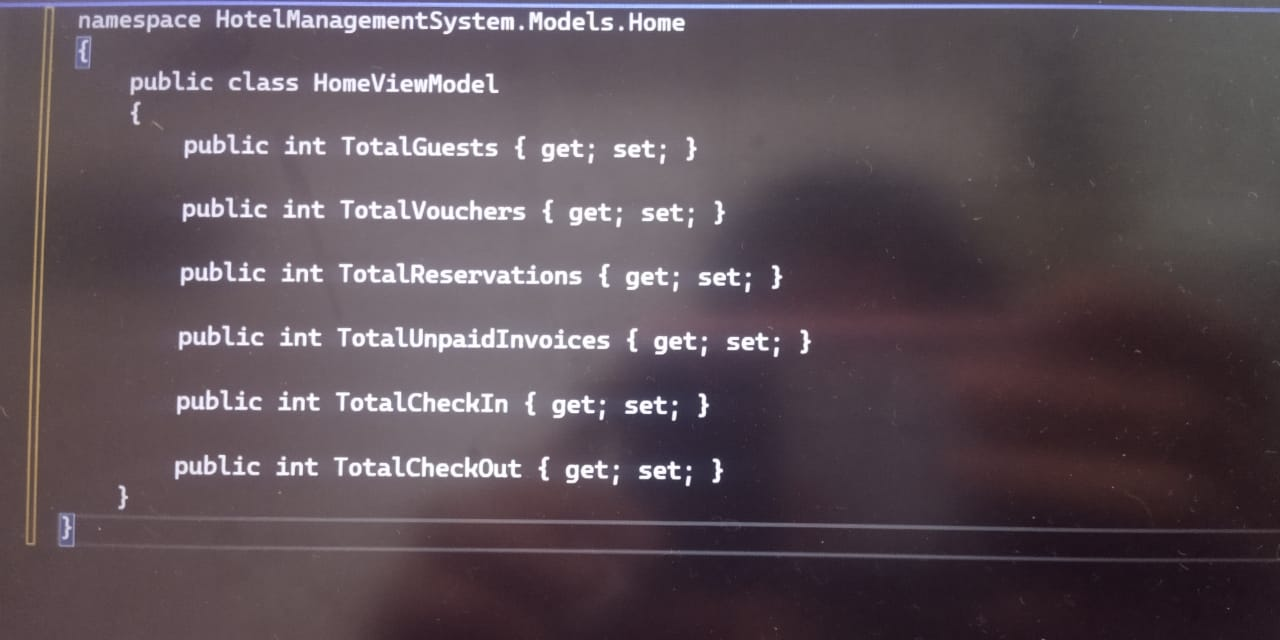 namespace HotelManagementSystem.Models.Home
{
public class HomeViewModel
{
public int TotalGuests { get; set; }
public int TotalVouchers { get; set; }
public int TotalReservations { get; set; }
public int TotalUnpaidInvoices { get; set; }
public int TotalCheckIn { get; set; }
public int TotalCheckOut { get; set; }
}
}